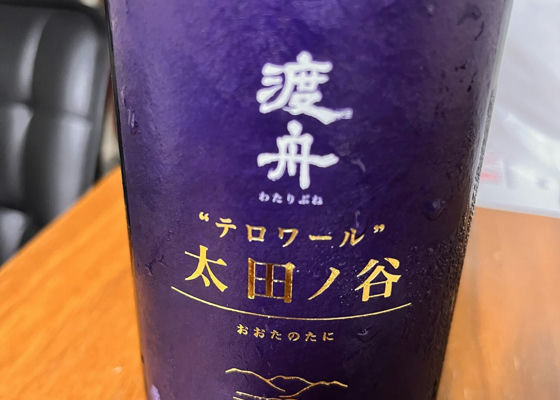 渡舟
わたりぶね
“テロワール”
太田ノ谷
おおたのたに